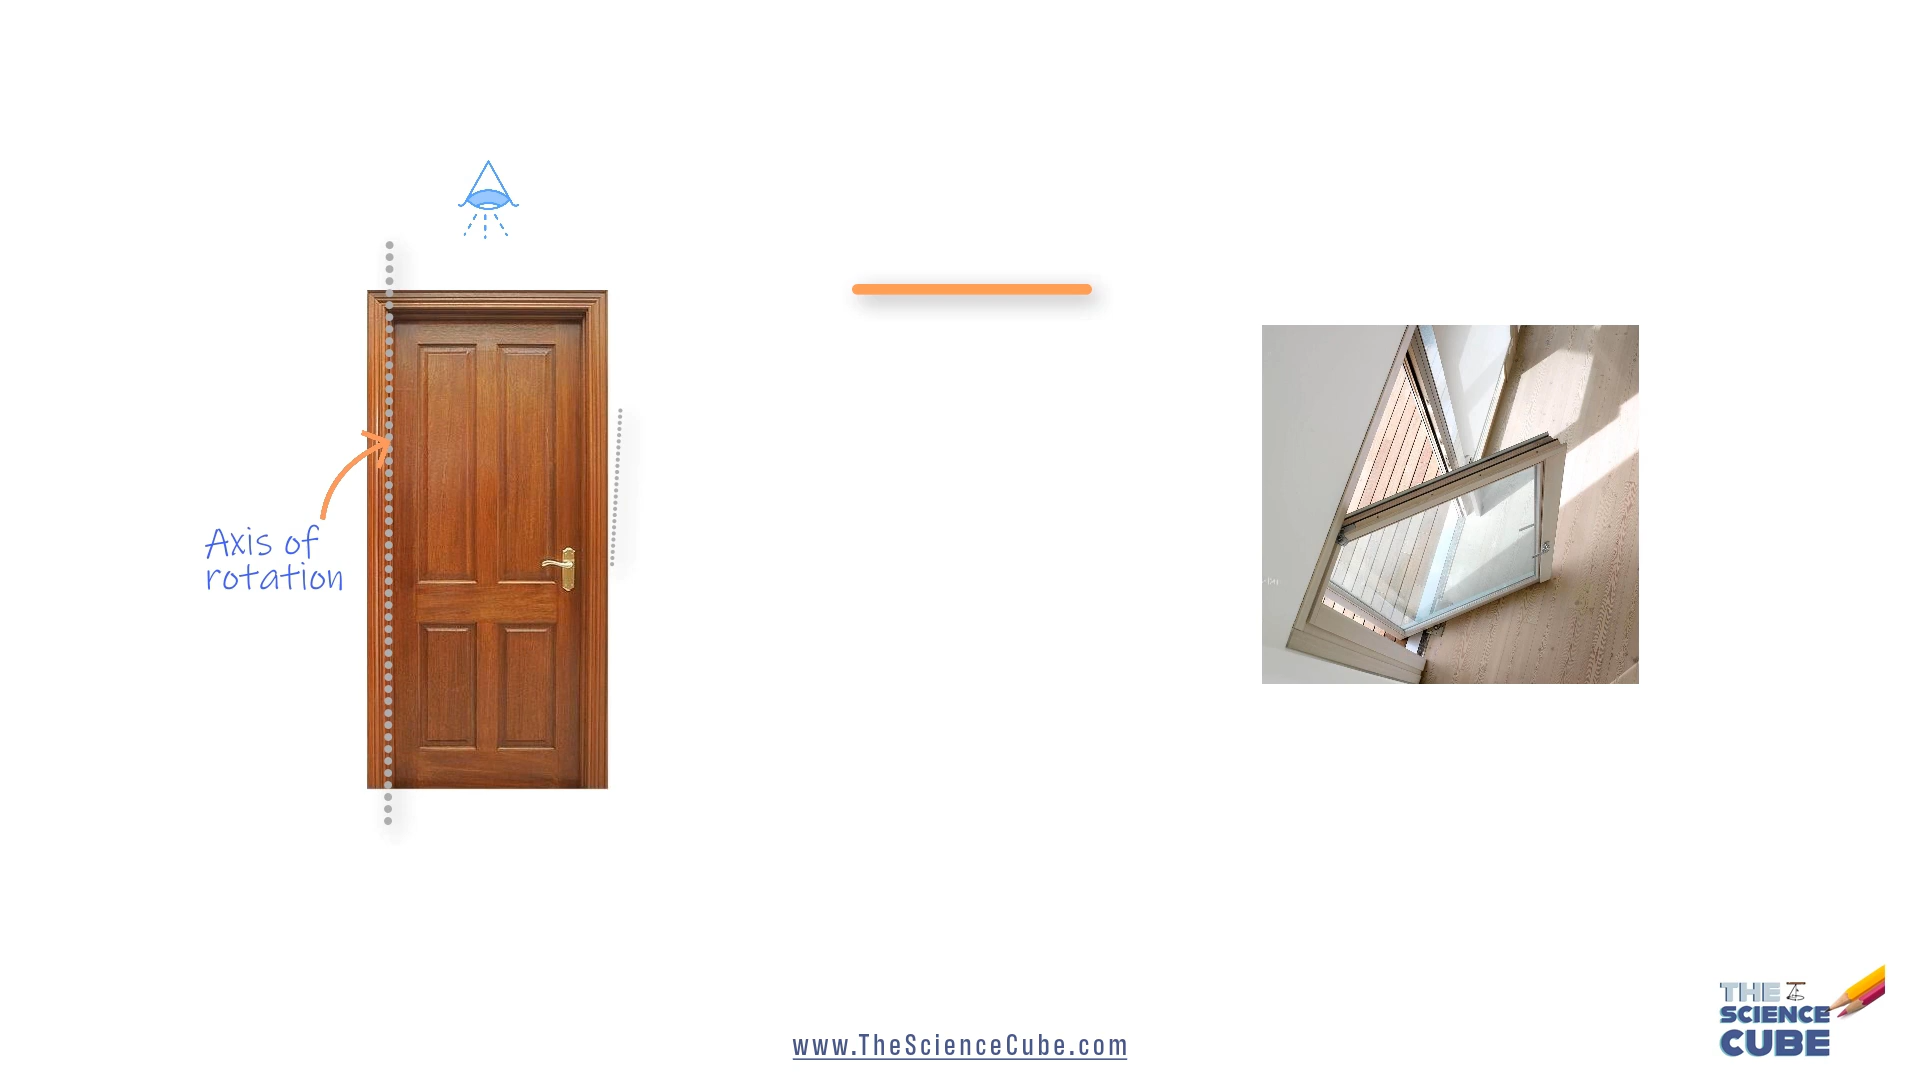 Axis of
rotation
www.TheScienceCube.com
THE
SCIENCE
CUBE